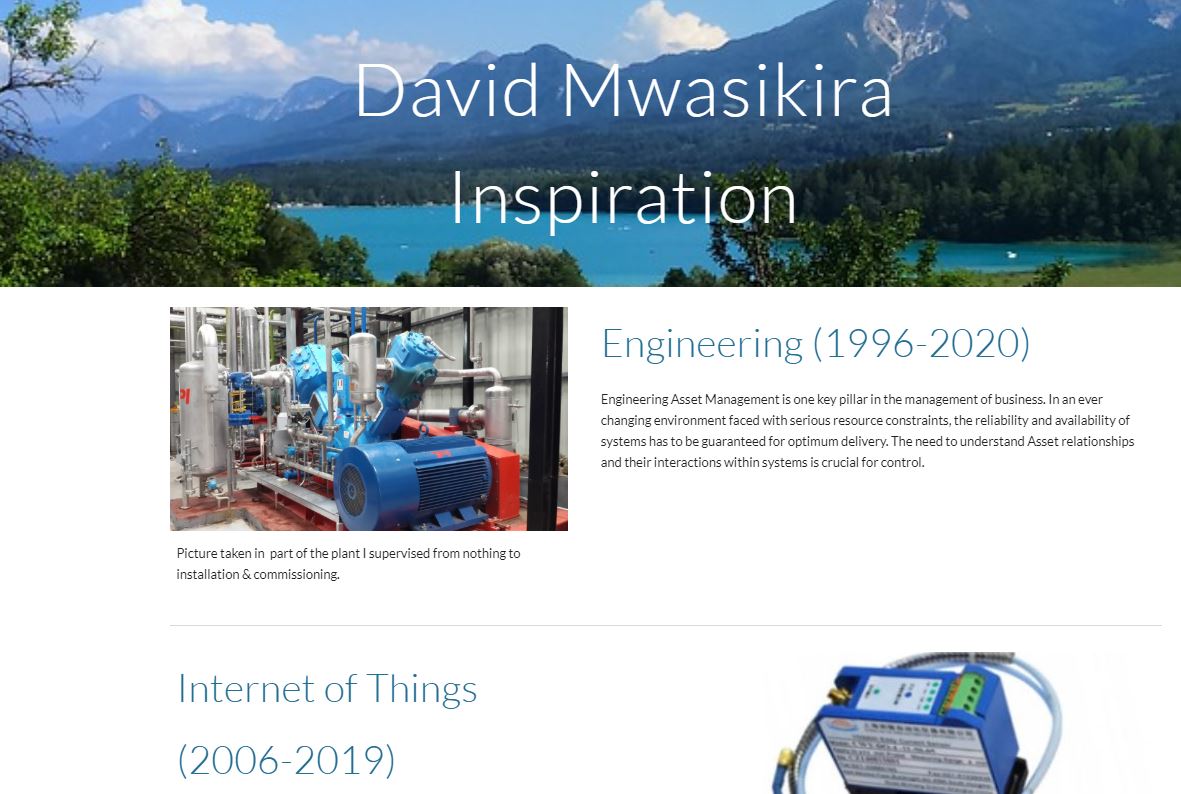 David Mwasikira
Inspiration
Engineering (1996-2020)
Engineering Asset Management is one key pillar in the management of business. In an ever
changing environment faced with serious resource constraints, the reliability and availability of
systems has to be guaranteed for optimum delivery. The need to understand Asset relationships
and their interactions within systems is crucial for control.
Picture taken in  part of the plant I supervised from nothing to
installation & commissioning.
Internet of Things
(2006-2019)